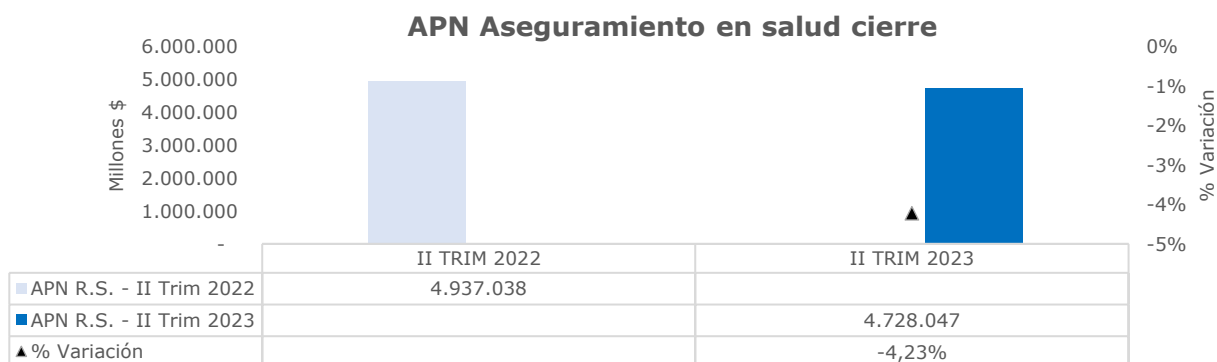 APN Aseguramiento en salud cierre
6.000.000
5.000.000
4.000.000
3.000.000
2.000.000
1.000.000
-
Millones $
0%
-1%
-2%
-3%
-4%
-5%
% Variación
II TRIM 2022 II TRIM 2023
APN R.S. - II Trim 2022 4.937.038
APN R.S. - II Trim 2023 4.728.047
% Variación -4,23%